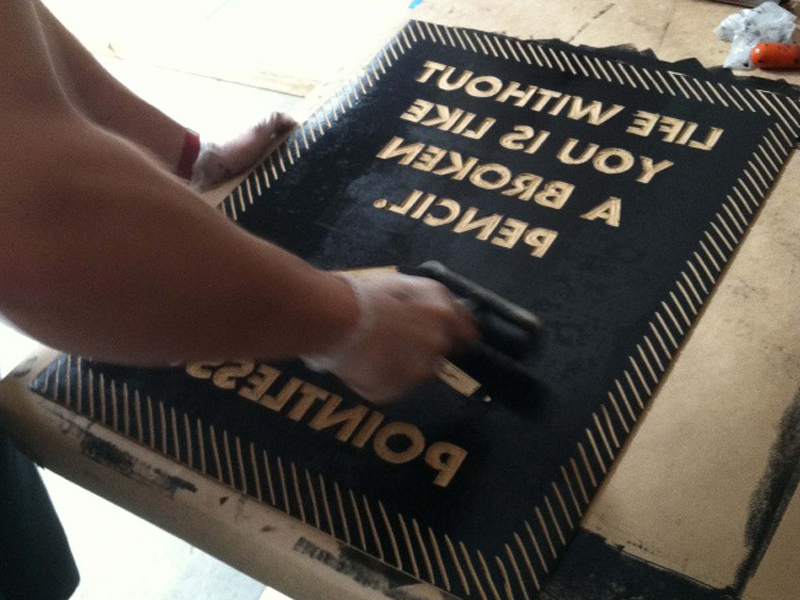 LIFE WITHOUT
YOU IS LIKE
A BROKEN
PENCIL.
POINTLESS